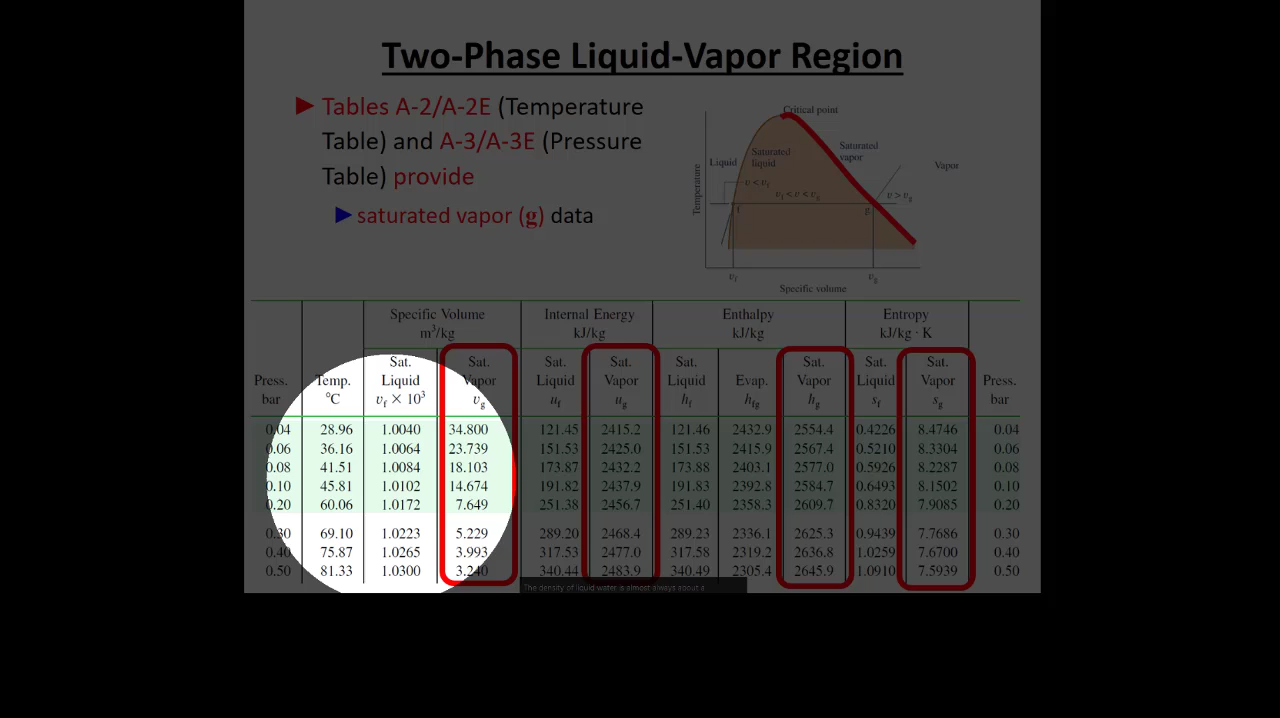 Two-Phase Liquid-Vapor Region
► Tables A-2/A-2E (Temperature
Table) and A-3/A-3E (Pressure
Table) provide
► saturated vapor (g) data
Critical point
Saturated
liquid
Saturated
vapor
Liquid
Vapor
Temperature
v < vf
vf < v < vg
v > vg
f
g
vf
vg
Specific volume
Specific Volume Internal Energy Enthalpy Entropy
m³/kg kJ/kg kJ/kg kJ/kg · K
Sat. Sat. Sat. Sat. Sat. Sat. Sat. Sat.
Press. Temp. Liquid Vapor Liquid Vapor Liquid Evap. Vapor Liquid Vapor Press.
bar °C vf × 10³ vg uf ug hf hfg hg sf sg bar
0.04 28.96 1.0040 34.800 121.45 2415.2 121.46 2432.9 2554.4 0.4226 8.4746 0.04
0.06 36.16 1.0064 23.739 151.53 2425.0 151.53 2415.9 2567.4 0.5210 8.3304 0.06
0.08 41.51 1.0084 18.103 173.87 2432.2 173.88 2403.1 2577.0 0.5926 8.2287 0.08
0.10 45.81 1.0102 14.674 191.82 2437.9 191.83 2392.8 2584.7 0.6493 8.1502 0.10
0.20 60.06 1.0172 7.649 251.38 2456.7 251.40 2358.3 2609.7 0.8320 7.9085 0.20
0.30 69.10 1.0223 5.229 289.20 2468.4 289.23 2336.1 2625.3 0.9439 7.7686 0.30
0.40 75.87 1.0265 3.993 317.53 2477.0 317.58 2319.2 2636.8 1.0259 7.6700 0.40
0.50 81.33 1.0300 3.240 340.44 2483.9 340.49 2305.4 2645.9 1.0910 7.5939 0.50
The density of liquid water is almost always about a